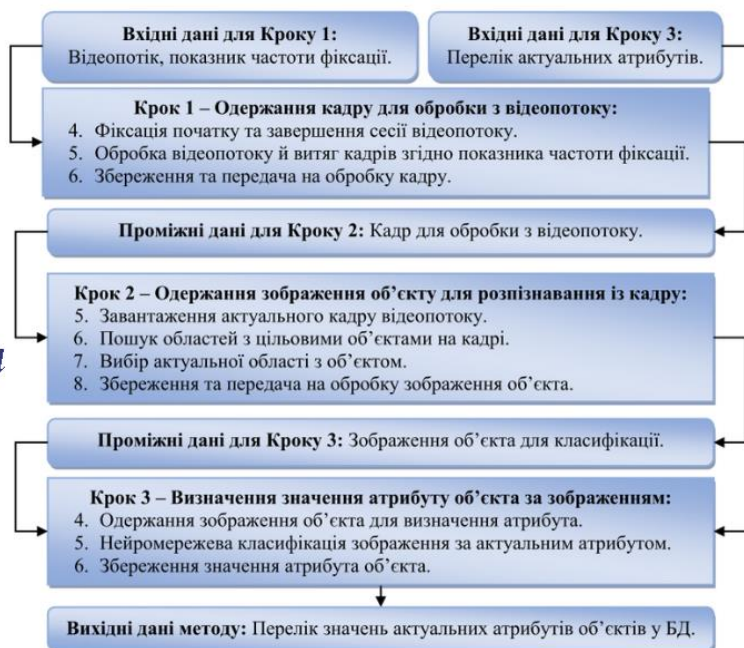 Вхідні дані для Кроку 1:
Відеопотік, показник частоти фіксації.
Вхідні дані для Кроку 3:
Перелік актуальних атрибутів.
Крок 1 – Одержання кадру для обробки з відеопотоку:
4. Фіксація початку та завершення сесії відеопотоку.
5. Обробка відеопотоку й витяг кадрів згідно показника частоти фіксації.
6. Збереження та передача на обробку кадру.
Проміжні дані для Кроку 2: Кадр для обробки з відеопотоку.
Крок 2 – Одержання зображення об’єкту для розпізнавання із кадру:
5. Завантаження актуального кадру відеопотоку.
6. Пошук областей з цільовими об’єктами на кадрі.
7. Вибір актуальної області з об’єктом.
8. Збереження та передача на обробку зображення об’єкта.
Проміжні дані для Кроку 3: Зображення об’єкта для класифікації.
Крок 3 – Визначення значення атрибуту об’єкта за зображенням:
4. Одержання зображення об’єкта для визначення атрибута.
5. Нейромережева класифікація зображення за актуальним атрибутом.
6. Збереження значення атрибута об’єкта.
Вихідні дані методу: Перелік значень актуальних атрибутів об’єктів у БД.